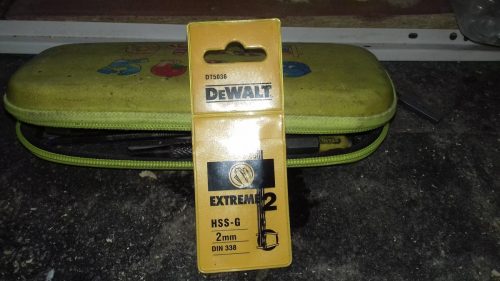 DT5036
DEWALT
EXTREME 2
HSS-G
2mm
DIN 338